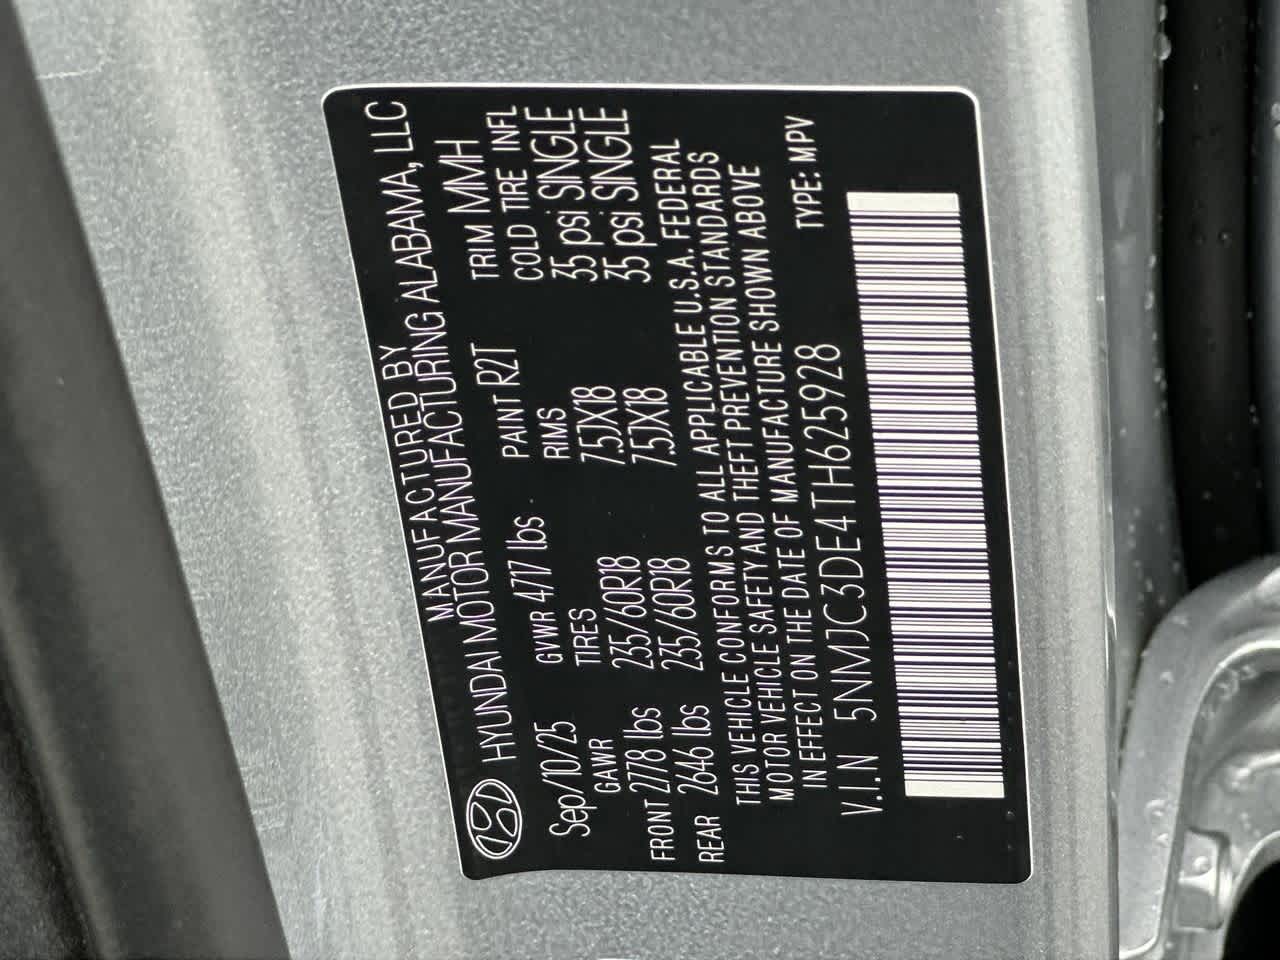 MANUFACTURED BY
HYUNDAI MOTOR MANUFACTURING ALABAMA, LLC
Sep/10/25 GVWR 4717 lbs PAINT R2T TRIM MMH
GAWR TIRES RIMS COLD TIRE INFL
FRONT 2778 lbs 235/60R18 7.5JX18 35 psi SINGLE
REAR 2646 lbs 235/60R18 7.5JX18 35 psi SINGLE
THIS VEHICLE CONFORMS TO ALL APPLICABLE U.S.A. FEDERAL
MOTOR VEHICLE SAFETY AND THEFT PREVENTION STANDARDS
IN EFFECT ON THE DATE OF MANUFACTURE SHOWN ABOVE
V.I.N 5NMJC3DE4TH625928 TYPE: MPV